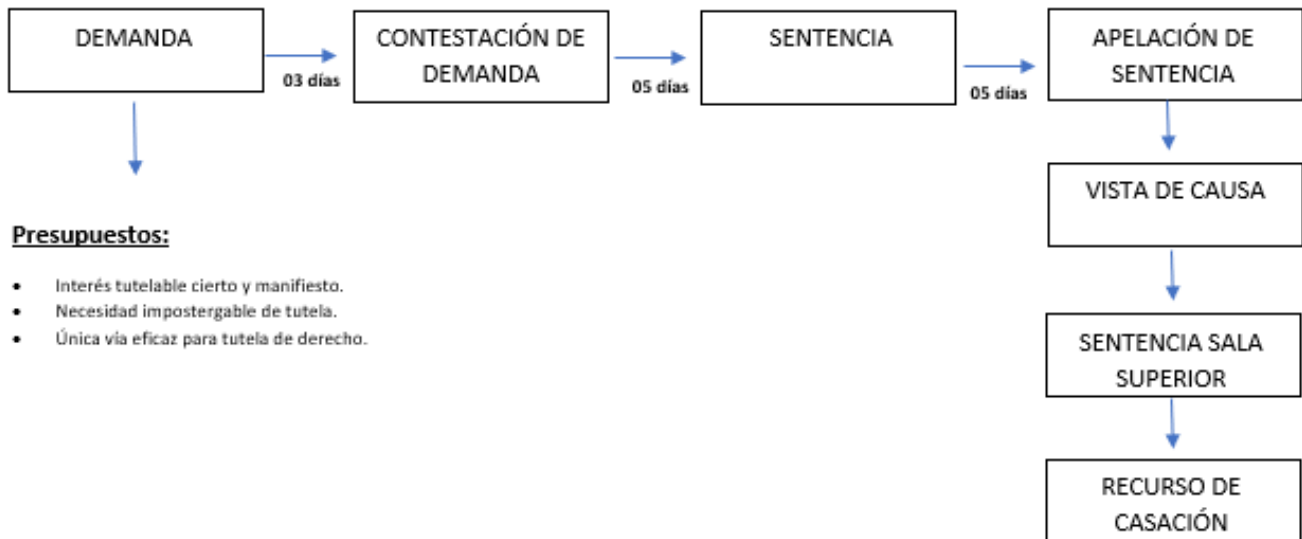 DEMANDA
03 días
CONTESTACIÓN DE
DEMANDA
05 días
SENTENCIA
05 días
APELACIÓN DE
SENTENCIA
VISTA DE CAUSA
SENTENCIA SALA
SUPERIOR
RECURSO DE
CASACIÓN
Presupuestos:
• Interés tutelable cierto y manifiesto.
• Necesidad impostergable de tutela.
• Única vía eficaz para tutela de derecho.